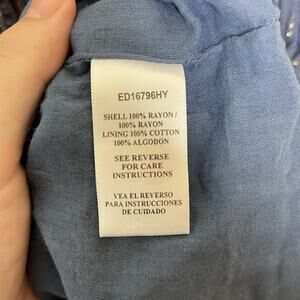 ED16796HY
SHELL 100% RAYON/
100% RAYON
LINING 100% COTTON
100% ALGODON
SEE REVERSE
FOR CARE
INSTRUCTIONS
VEA EL REVERSO
PARA INSTRUCCIONES
DE CUIDADO